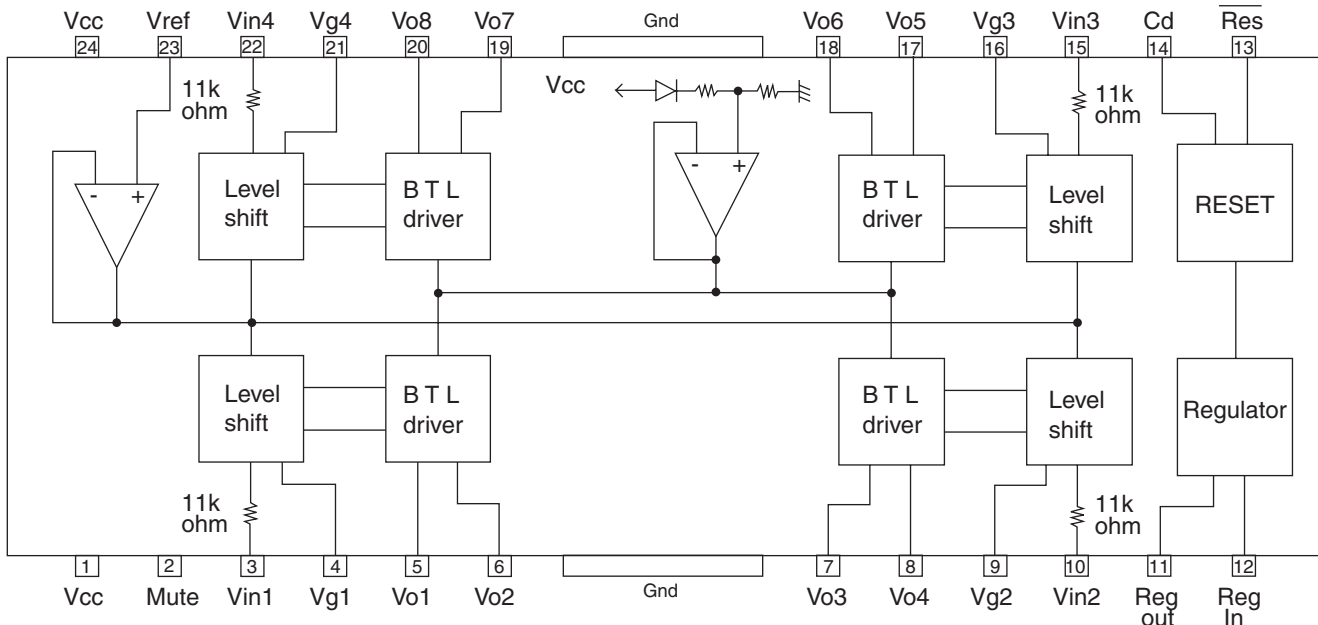 Vcc Vref Vin4 Vg4 Vo8 Vo7 Gnd Vo6 Vo5 Vg3 Vin3 Cd Res
24 23 22 21 20 19 18 17 16 15 14 13
11k
ohm
Vcc
11k
ohm
- +
Level
shift
B T L
driver
- +
B T L
driver
Level
shift
RESET
Level
shift
B T L
driver
B T L
driver
Level
shift
Regulator
11k
ohm
11k
ohm
1 2 3 4 5 6 7 8 9 10 11 12
Vcc Mute Vin1 Vg1 Vo1 Vo2 Gnd Vo3 Vo4 Vg2 Vin2 Reg
out
Reg
In